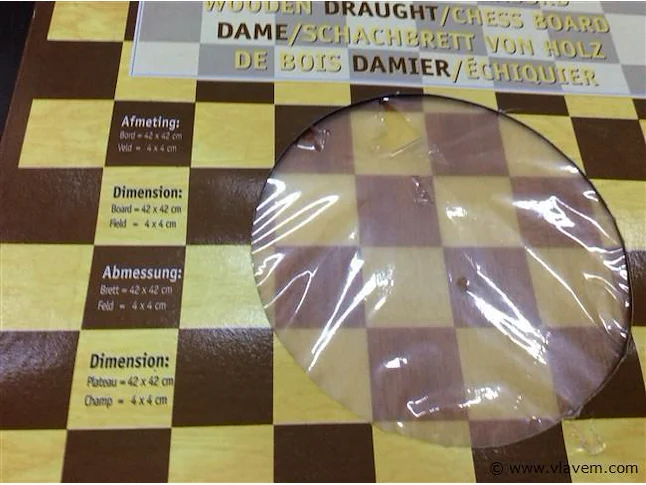 WOODEN DRAUGHT/CHESS BOARD
DAME/SCHACHBRETT VON HOLZ
DE BOIS DAMIER/ÉCHIQUIER
Afmeting:
Bord = 42 x 42 cm
Veld = 4 x 4 cm
Dimension:
Board = 42 x 42 cm
Field = 4 x 4 cm
Abmessung:
Brett = 42 x 42 cm
Feld = 4 x 4 cm
Dimension:
Plateau = 42 x 42 cm
Champ = 4 x 4 cm
© www.vlavem.com